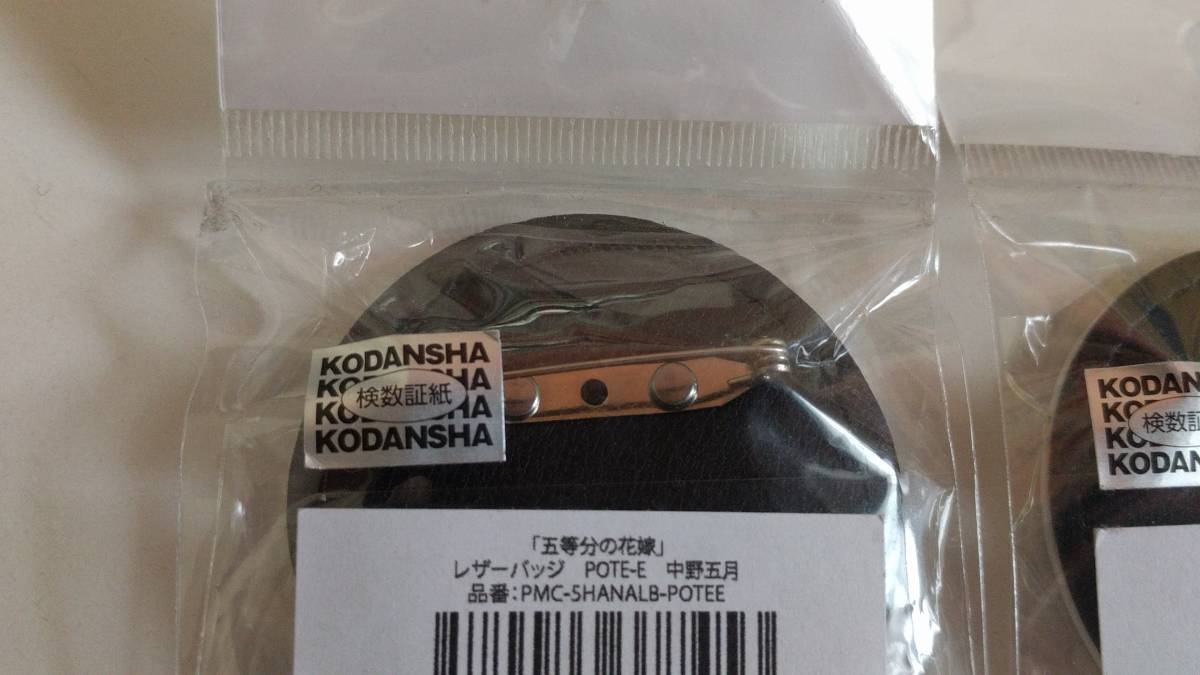 KODANSHA
KODANSHA
検数証紙
KODANSHA
KODANSHA
「五等分の花嫁」
レザーバッジ POTE-E 中野五月
品番:PMC-5HANALB-POTEE
KODAN
KO
検数証
KO
KODAN